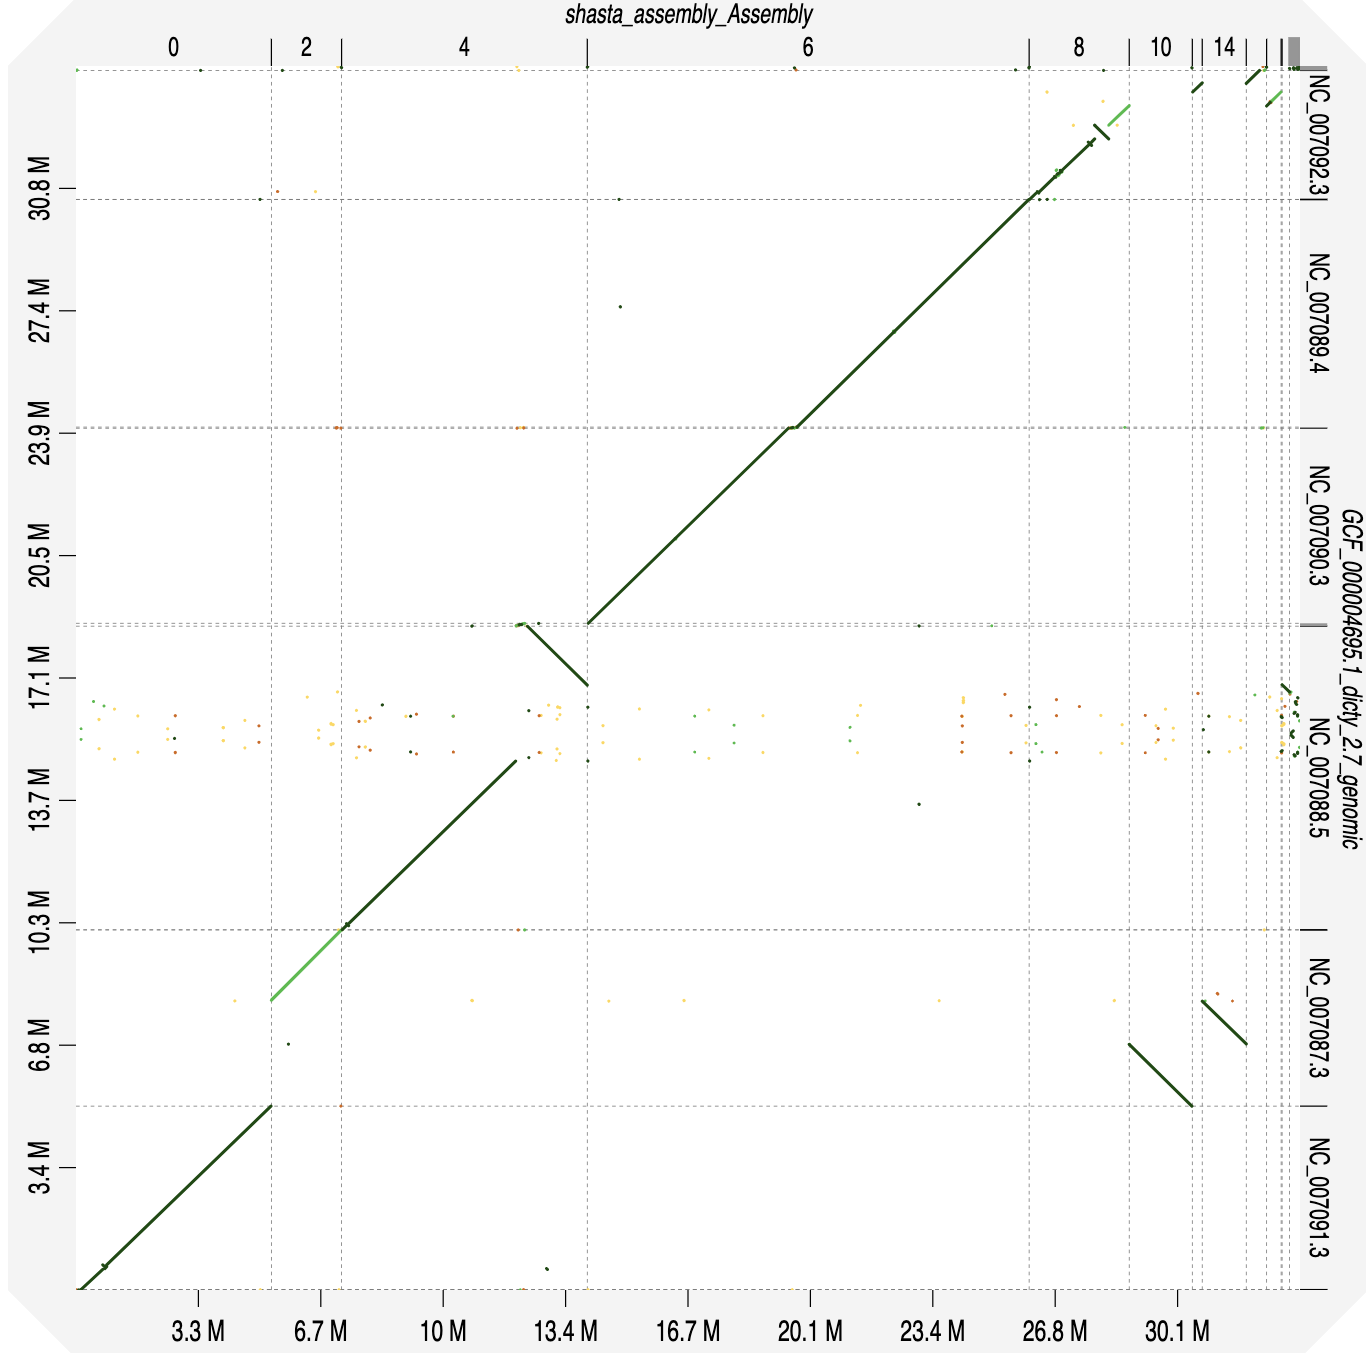 shasta_assembly_Assembly
0 2 4 6 8 10 14
NC_007092.3
30.8 M
NC_007089.4
27.4 M
23.9 M
NC_007090.3
20.5 M
GCF_000004695.1_dicty_2.7_genomic
17.1 M
NC_007088.5
13.7 M
10.3 M
NC_007087.3
6.8 M
NC_007091.3
3.4 M
3.3 M 6.7 M 10 M 13.4 M 16.7 M 20.1 M 23.4 M 26.8 M 30.1 M